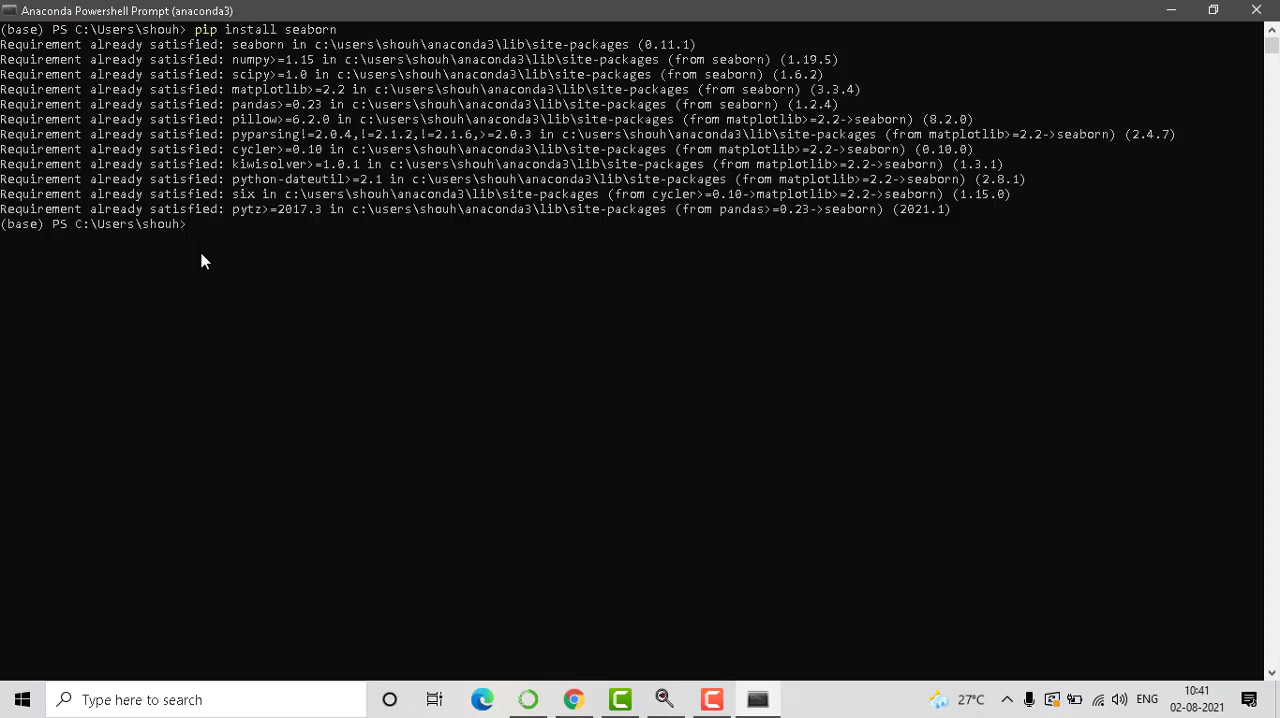 Anaconda Powershell Prompt (anaconda3)
(base) PS C:\Users\shouh> pip install seaborn
Requirement already satisfied: seaborn in c:\users\shouh\anaconda3\lib\site-packages (0.11.1)
Requirement already satisfied: numpy>=1.15 in c:\users\shouh\anaconda3\lib\site-packages (from seaborn) (1.19.5)
Requirement already satisfied: scipy>=1.0 in c:\users\shouh\anaconda3\lib\site-packages (from seaborn) (1.6.2)
Requirement already satisfied: matplotlib>=2.2 in c:\users\shouh\anaconda3\lib\site-packages (from seaborn) (3.3.4)
Requirement already satisfied: pandas>=0.23 in c:\users\shouh\anaconda3\lib\site-packages (from seaborn) (1.2.4)
Requirement already satisfied: pillow>=6.2.0 in c:\users\shouh\anaconda3\lib\site-packages (from matplotlib>=2.2->seaborn) (8.2.0)
Requirement already satisfied: pyparsing!=2.0.4,!=2.1.2,!=2.1.6,>=2.0.3 in c:\users\shouh\anaconda3\lib\site-packages (from matplotlib>=2.2->seaborn) (2.4.7)
Requirement already satisfied: cycler>=0.10 in c:\users\shouh\anaconda3\lib\site-packages (from matplotlib>=2.2->seaborn) (0.10.0)
Requirement already satisfied: kiwisolver>=1.0.1 in c:\users\shouh\anaconda3\lib\site-packages (from matplotlib>=2.2->seaborn) (1.3.1)
Requirement already satisfied: python-dateutil>=2.1 in c:\users\shouh\anaconda3\lib\site-packages (from matplotlib>=2.2->seaborn) (2.8.1)
Requirement already satisfied: six in c:\users\shouh\anaconda3\lib\site-packages (from cycler>=0.10->matplotlib>=2.2->seaborn) (1.15.0)
Requirement already satisfied: pytz>=2017.3 in c:\users\shouh\anaconda3\lib\site-packages (from pandas>=0.23->seaborn) (2021.1)
(base) PS C:\Users\shouh>
Type here to search
27°C
ENG
10:41
02-08-2021